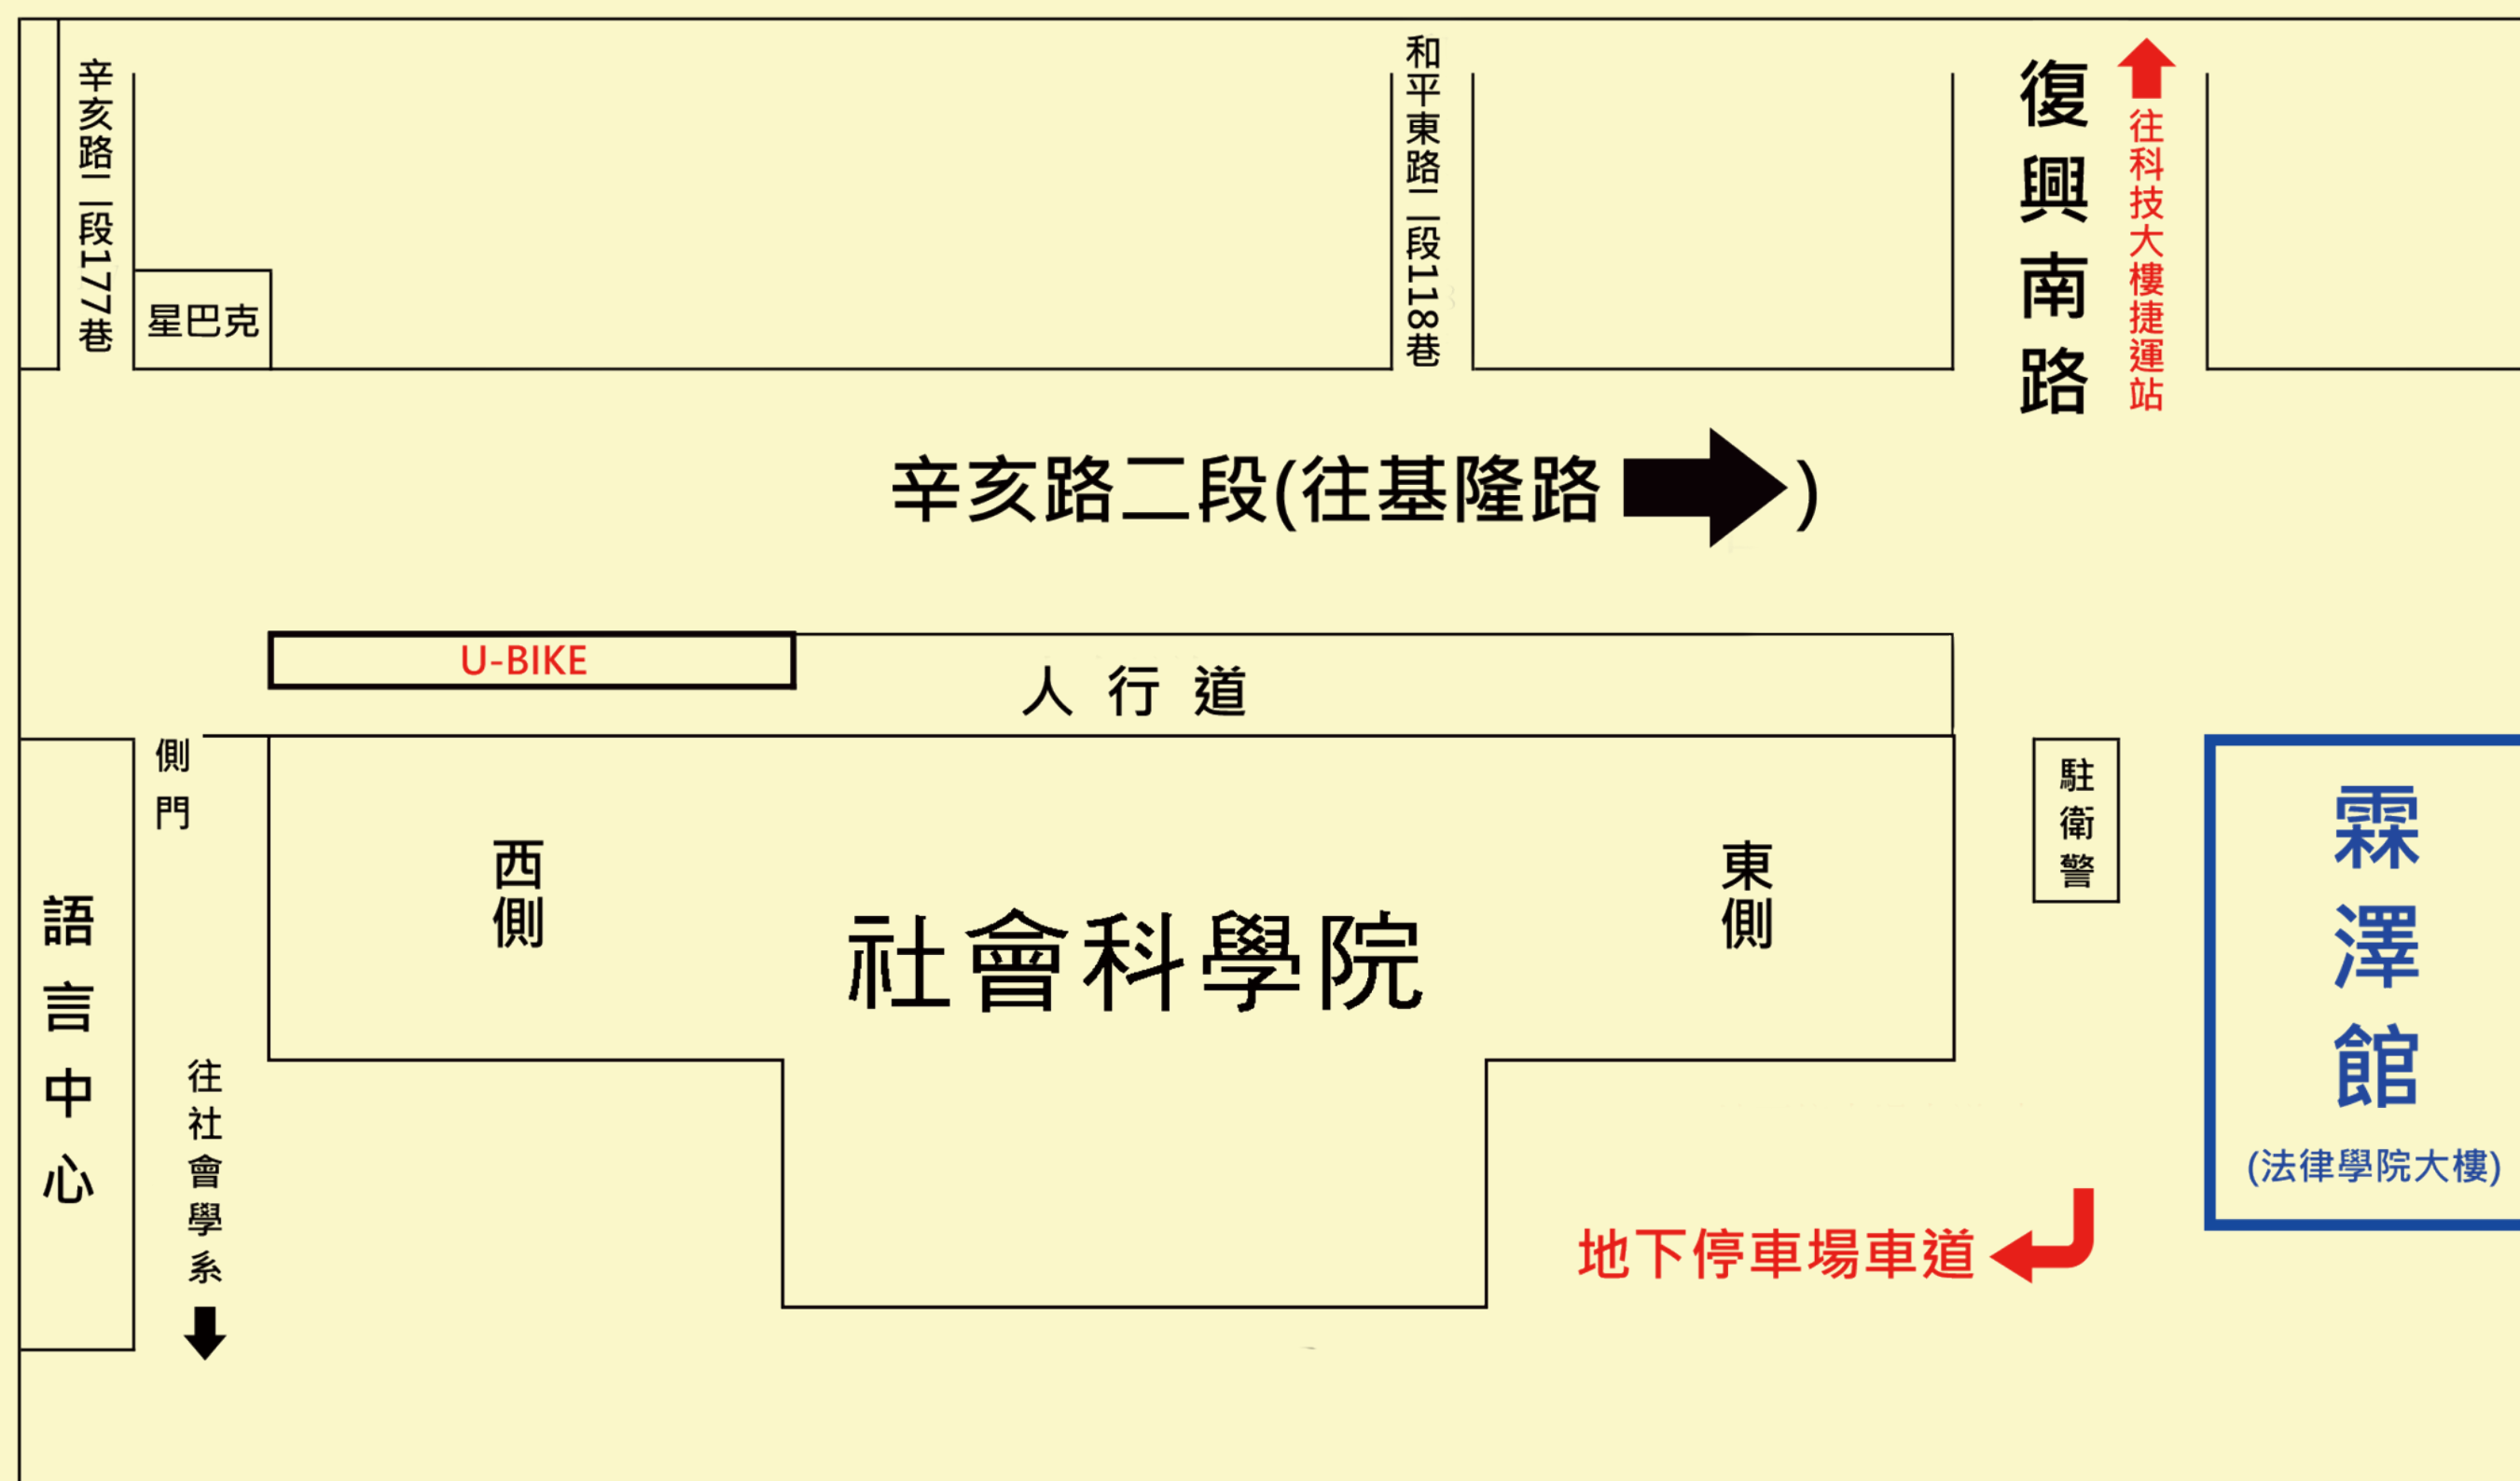 辛亥路二段177巷
和平東路二段118巷
復興南路
往科技大樓捷運站
星巴克
辛亥路二段(往基隆路
)
U-BIKE
人行道
側門
駐衛警
語言中心
西側
社會科學院
東側
霖澤館
(法律學院大樓)
往社會學系
地下停車場車道